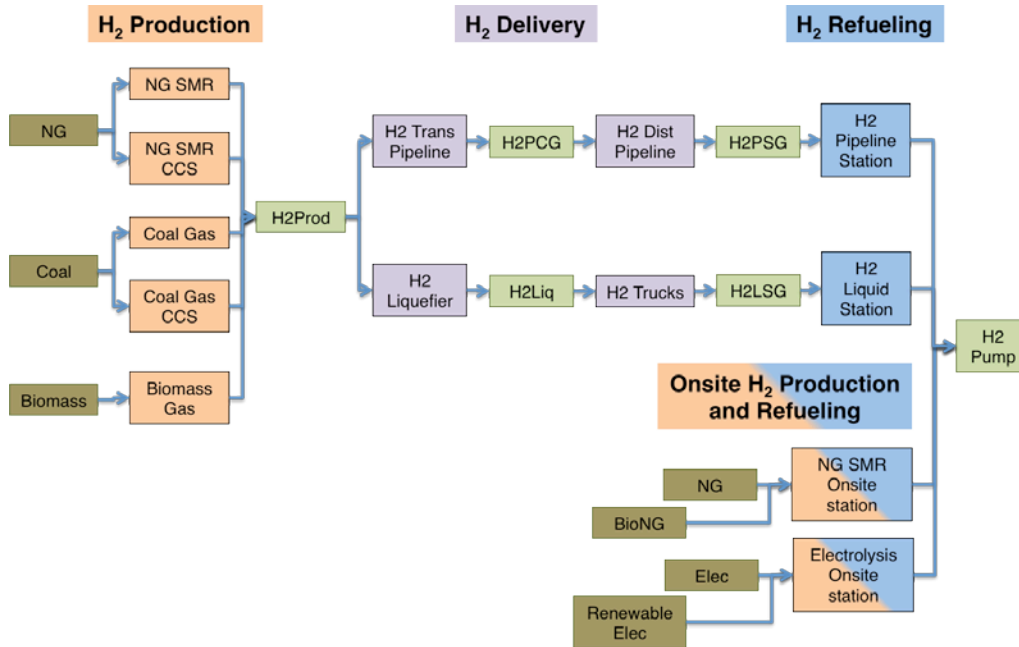 H₂ Production
H₂ Delivery
H₂ Refueling
NG
NG SMR
NG SMR
CCS
Coal
Coal Gas
Coal Gas
CCS
Biomass
Biomass
Gas
H2Prod
H2 Trans
Pipeline
H2PCG
H2 Dist
Pipeline
H2PSG
H2
Pipeline
Station
H2
Liquefier
H2Liq
H2 Trucks
H2LSG
H2
Liquid
Station
H2
Pump
Onsite H₂ Production
and Refueling
NG
BioNG
NG SMR
Onsite
station
Elec
Renewable
Elec
Electrolysis
Onsite
station